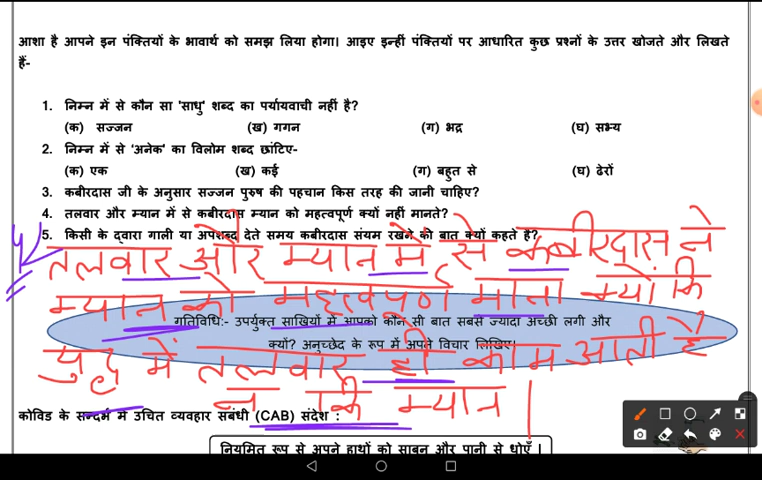 आशा है आपने इन पंक्तियों के भावार्थ को समझ लिया होगा। आइए इन्हीं पंक्तियों पर आधारित कुछ प्रश्नों के उत्तर खोजते और लिखते
हैं-
1. निम्न में से कौन सा 'साधु' शब्द का पर्यायवाची नहीं है?
(क) सज्जन (ख) गगन (ग) भद्र (घ) सभ्य
2. निम्न में से 'अनेक' का विलोम शब्द छांटिए-
(क) एक (ख) कई (ग) बहुत से (घ) ढेरों
3. कबीरदास जी के अनुसार सज्जन पुरुष की पहचान किस तरह की जानी चाहिए?
4. तलवार और म्यान में से कबीरदास म्यान को महत्वपूर्ण क्यों नहीं मानते?
5. किसी के द्वारा गाली या अपशब्द देते समय कबीरदास संयम रखने की बात क्यों कहते हैं?
4
तलवार और म्यान में से कबीरदास ने
म्यान को महत्वपूर्ण माना क्यों कि
गतिविधि:- उपर्युक्त साखियों में आपको कौन सी बात सबसे ज्यादा अच्छी लगी और
क्यों? अनुच्छेद के रूप में अपने विचार लिखिए।
युद्ध में तलवार ही काम आती है
न कि म्यान।
कोविड के सन्दर्भ में उचित व्यवहार संबंधी (CAB) संदेश :
नियमित रूप से अपने हाथों को साबुन और पानी से धोएँ ।